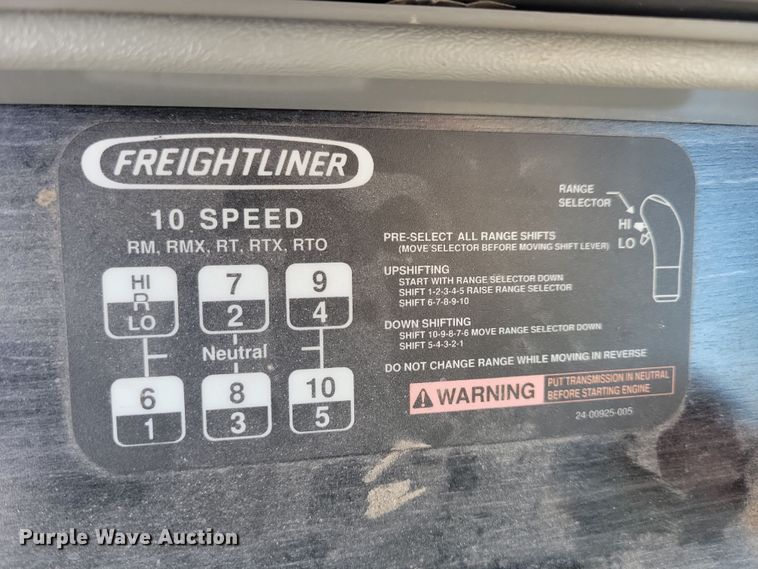 FREIGHTLINER
10 SPEED
RM, RMX, RT, RTX, RTO
HI
R
LO
7
2
9
4
Neutral
6
1
8
3
10
5
RANGE
SELECTOR
HI
LO
PRE-SELECT ALL RANGE SHIFTS
(MOVE SELECTOR BEFORE MOVING SHIFT LEVER)
UPSHIFTING
START WITH RANGE SELECTOR DOWN
SHIFT 1-2-3-4-5 RAISE RANGE SELECTOR
SHIFT 6-7-8-9-10
DOWN SHIFTING
SHIFT 10-9-8-7-6 MOVE RANGE SELECTOR DOWN
SHIFT 5-4-3-2-1
DO NOT CHANGE RANGE WHILE MOVING IN REVERSE
WARNING
PUT TRANSMISSION IN NEUTRAL
BEFORE STARTING ENGINE
24-00925-005
Purple Wave Auction